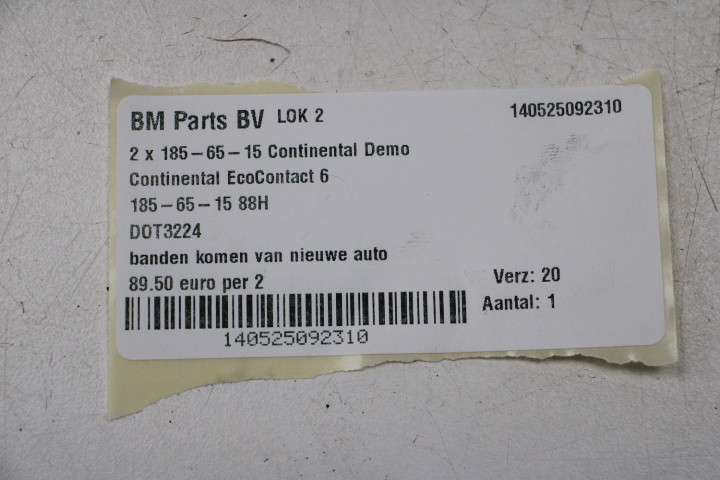 BM Parts BV LOK 2 140525092310
2 x 185-65-15 Continental Demo
Continental EcoContact 6
185-65-15 88H
DOT3224
banden komen van nieuwe auto
89.50 euro per 2 Verz: 20
Aantal: 1
140525092310